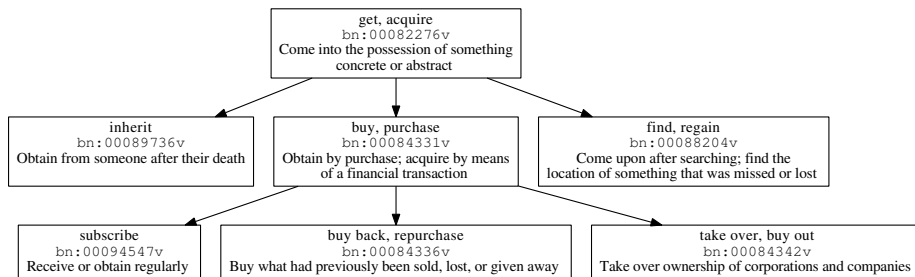 get, acquire
bn:00082276v
Come into the possession of something
concrete or abstract
inherit
bn:00089736v
Obtain from someone after their death
buy, purchase
bn:00084331v
Obtain by purchase; acquire by means
of a financial transaction
find, regain
bn:00088204v
Come upon after searching; find the
location of something that was missed or lost
subscribe
bn:00094547v
Receive or obtain regularly
buy back, repurchase
bn:00084336v
Buy what had previously been sold, lost, or given away
take over, buy out
bn:00084342v
Take over ownership of corporations and companies